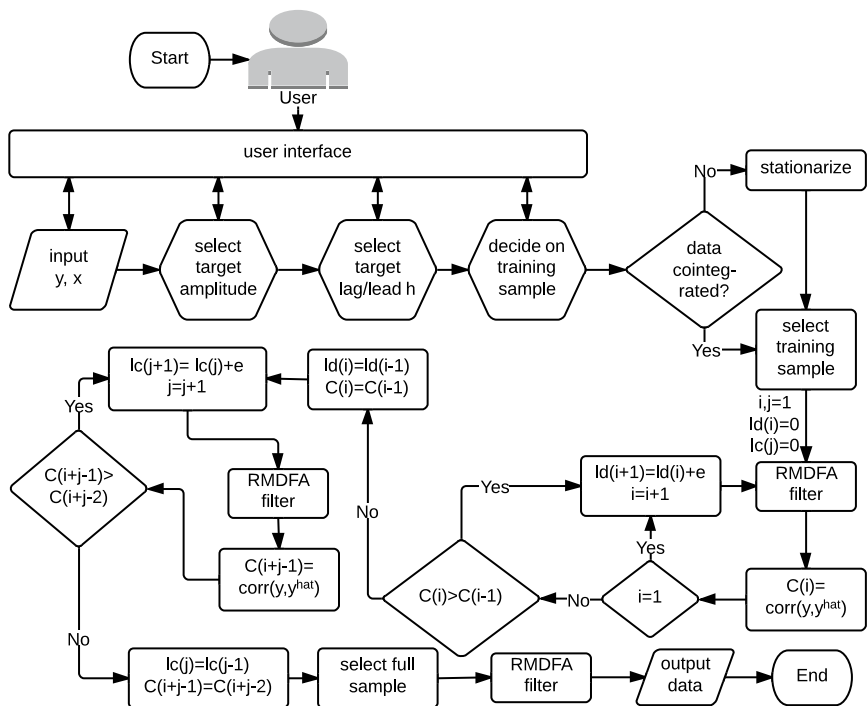 Start
User
user interface
input
y, x
select
target
amplitude
select
target
lag/lead h
decide on
training
sample
data
cointeg-
rated?
No
stationarize
Yes
select
training
sample
i,j=1
ld(i)=0
lc(j)=0
RMDFA
filter
C(i)=
corr(y,y^hat)
i=1
Yes
ld(i+1)=ld(i)+e
i=i+1
No
C(i)>C(i-1)
Yes
No
ld(i)=ld(i-1)
C(i)=C(i-1)
lc(j+1)= lc(j)+e
j=j+1
RMDFA
filter
C(i+j-1)=
corr(y,y^hat)
C(i+j-1)>
C(i+j-2)
Yes
No
lc(j)=lc(j-1)
C(i+j-1)=C(i+j-2)
select full
sample
RMDFA
filter
output
data
End